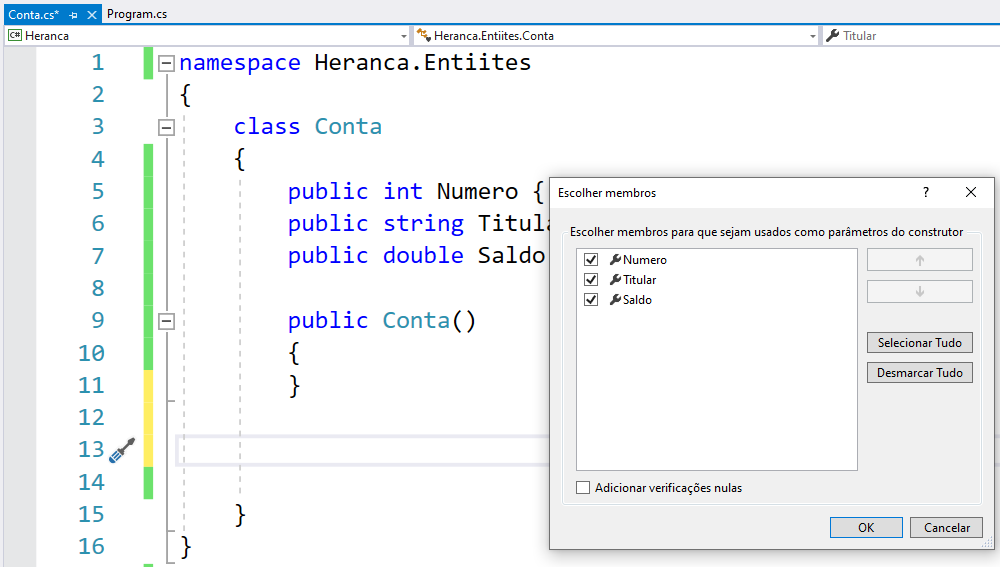 Conta.cs* Program.cs
C# Heranca Heranca.Entiites.Conta Titular
1 namespace Heranca.Entiites
2 {
3 class Conta
4 {
5 public int Numero {
6 public string Titula
7 public double Saldo
8
9 public Conta()
10 {
11 }
12
13
14
15 }
16 }
Escolher membros ?
Escolher membros para que sejam usados como parâmetros do construtor
Numero
Titular
Saldo
Selecionar Tudo
Desmarcar Tudo
Adicionar verificações nulas
OK Cancelar